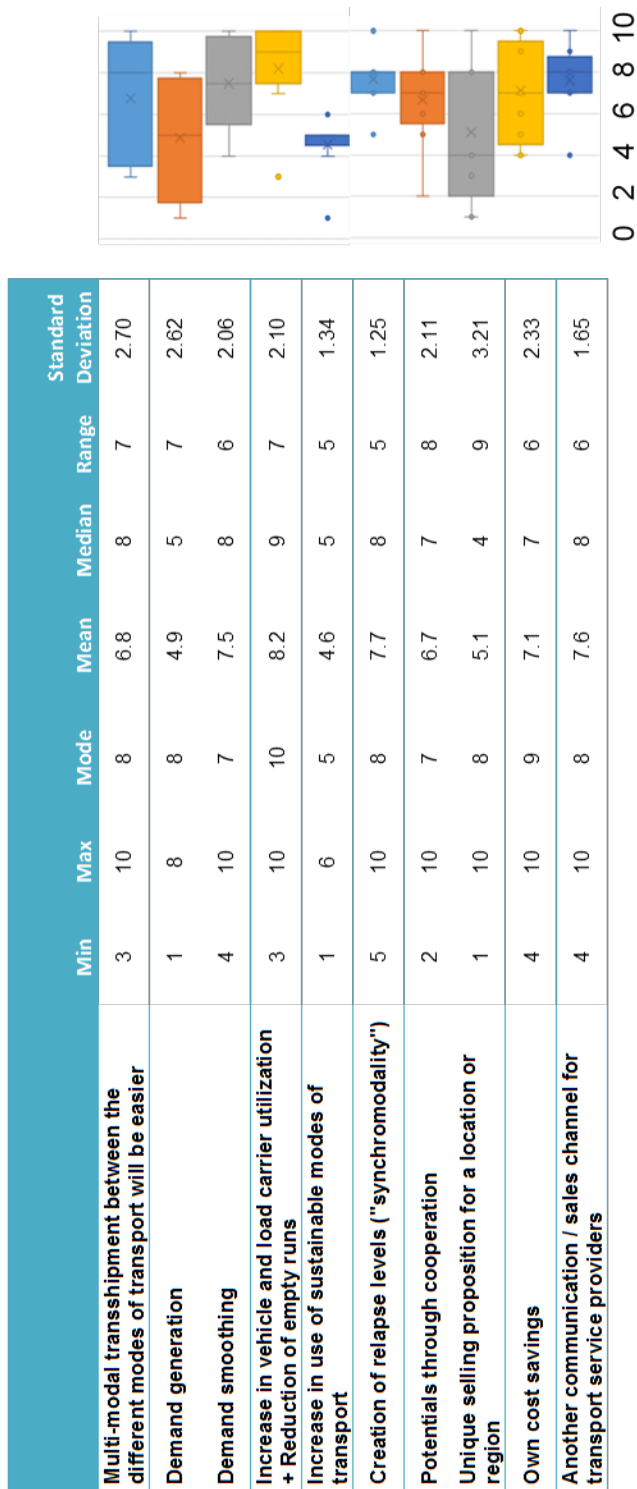 Min Max Mode Mean Median Range Standard
Deviation
Multi-modal transshipment between the
different modes of transport will be easier
3 10 8 6.8 8 7 2.70
Demand generation 1 8 8 4.9 5 7 2.62
Demand smoothing 4 10 7 7.5 8 6 2.06
Increase in vehicle and load carrier utilization
+ Reduction of empty runs
3 10 10 8.2 9 7 2.10
Increase in use of sustainable modes of
transport
1 6 5 4.6 5 5 1.34
Creation of relapse levels ("synchromodality") 5 10 8 7.7 8 5 1.25
Potentials through cooperation 2 10 7 6.7 7 8 2.11
Unique selling proposition for a location or
region
1 10 8 5.1 4 9 3.21
Own cost savings 4 10 9 7.1 7 6 2.33
Another communication / sales channel for
transport service providers
4 10 8 7.6 8 6 1.65
0 2 4 6 8 10